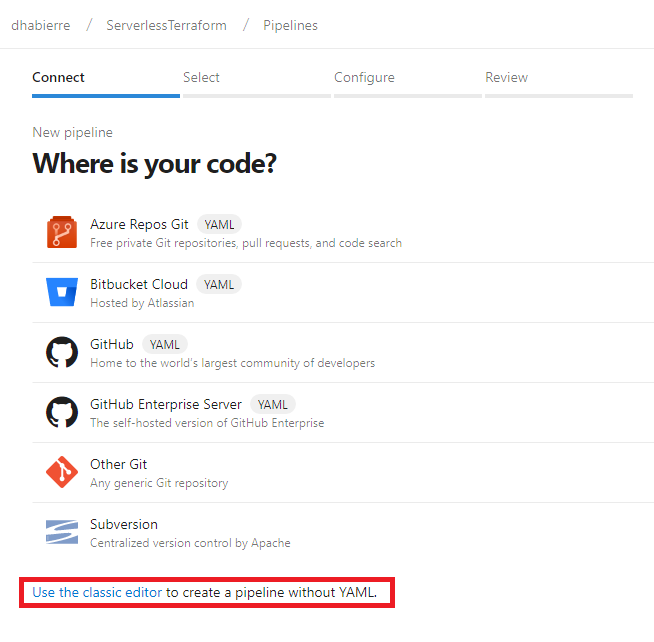 dhabierre / ServerlessTerraform / Pipelines
Connect Select Configure Review
New pipeline
Where is your code?
Azure Repos Git YAML
Free private Git repositories, pull requests, and code search
Bitbucket Cloud YAML
Hosted by Atlassian
GitHub YAML
Home to the world's largest community of developers
GitHub Enterprise Server YAML
The self-hosted version of GitHub Enterprise
Other Git
Any generic Git repository
Subversion
Centralized version control by Apache
Use the classic editor to create a pipeline without YAML.